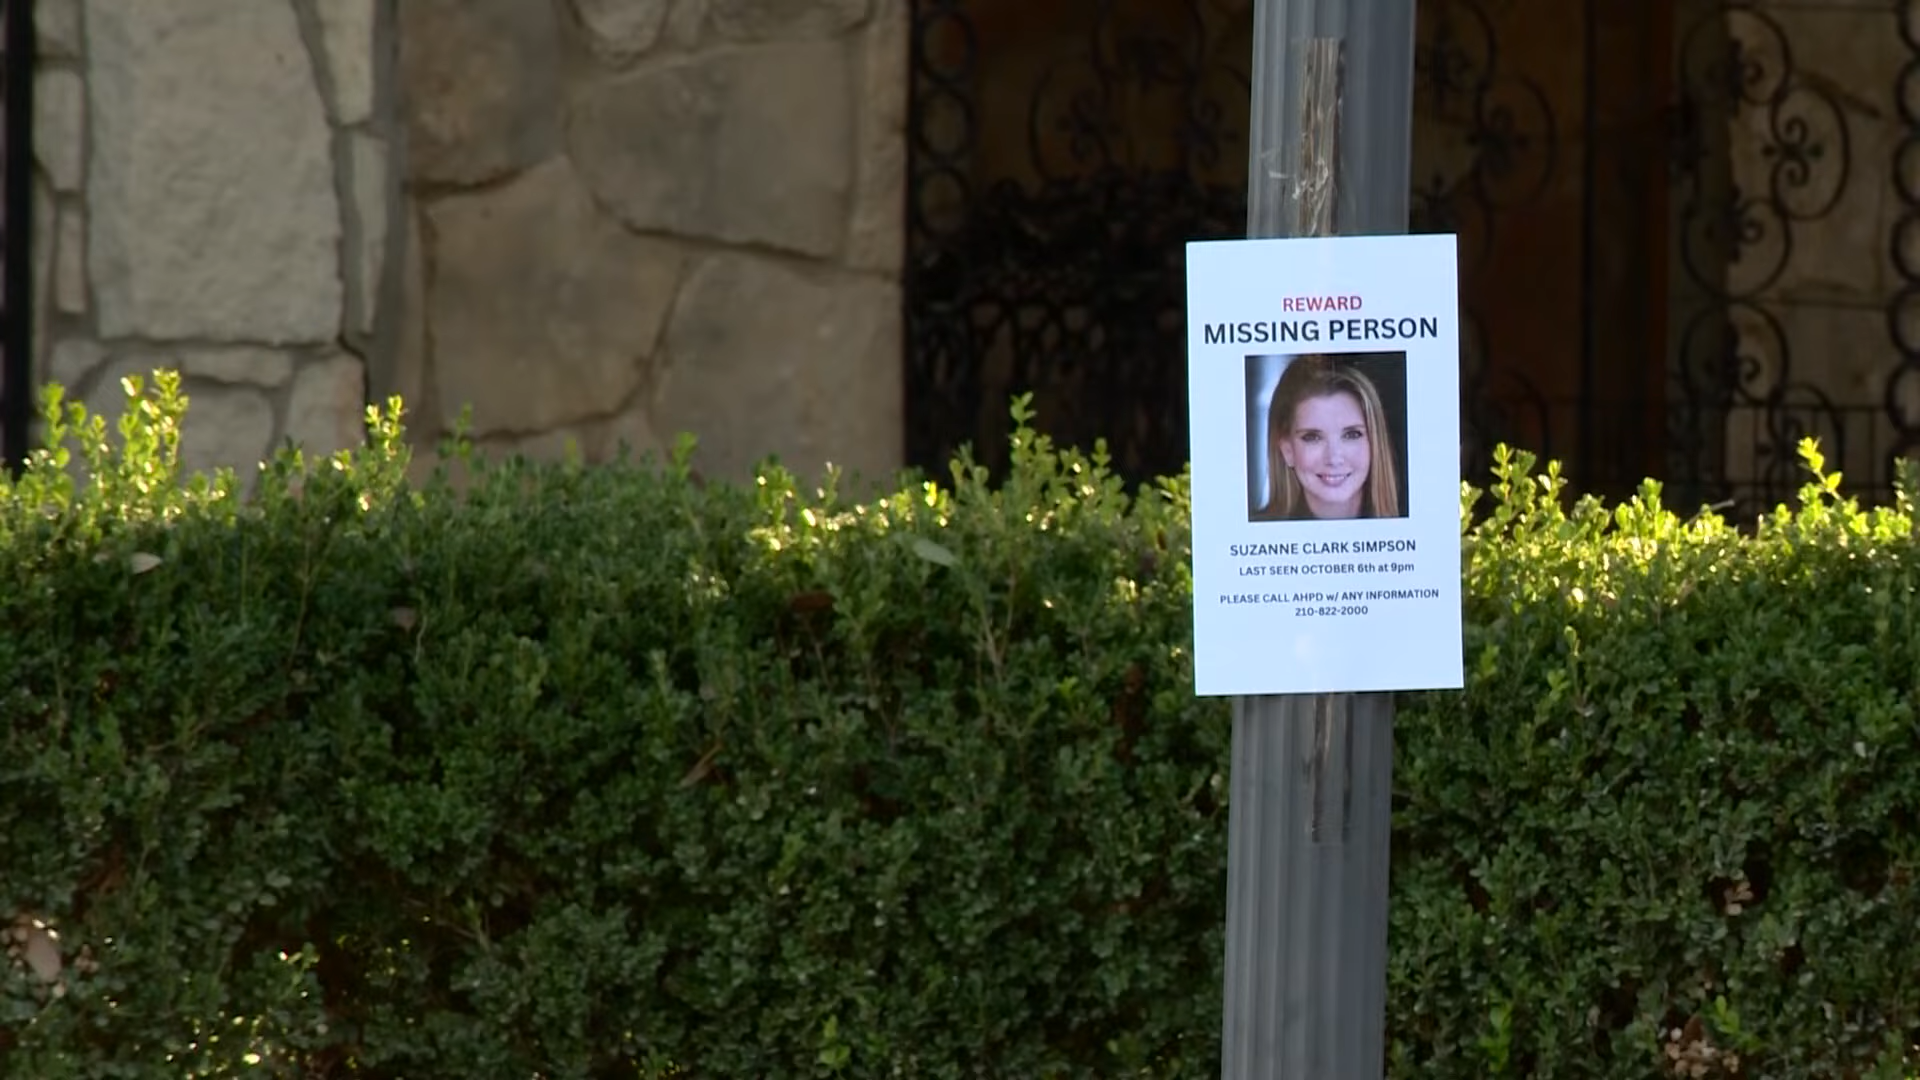 REWARD
MISSING PERSON
SUZANNE CLARK SIMPSON
LAST SEEN OCTOBER 6th at 9pm
PLEASE CALL AHPD w/ ANY INFORMATION
210-822-2000